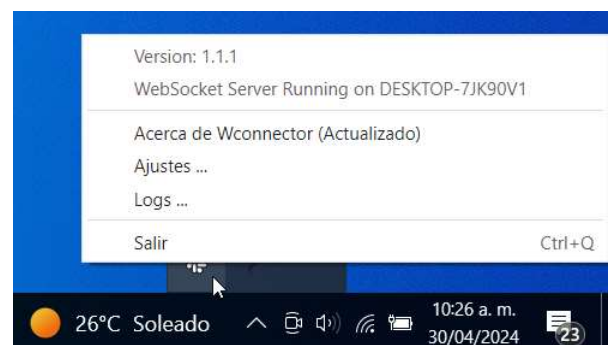 Version: 1.1.1
WebSocket Server Running on DESKTOP-7JK90V1
Acerca de Wconnector (Actualizado)
Ajustes ...
Logs ...
Salir Ctrl+Q
26°C Soleado 10:26 a. m.
30/04/2024 23